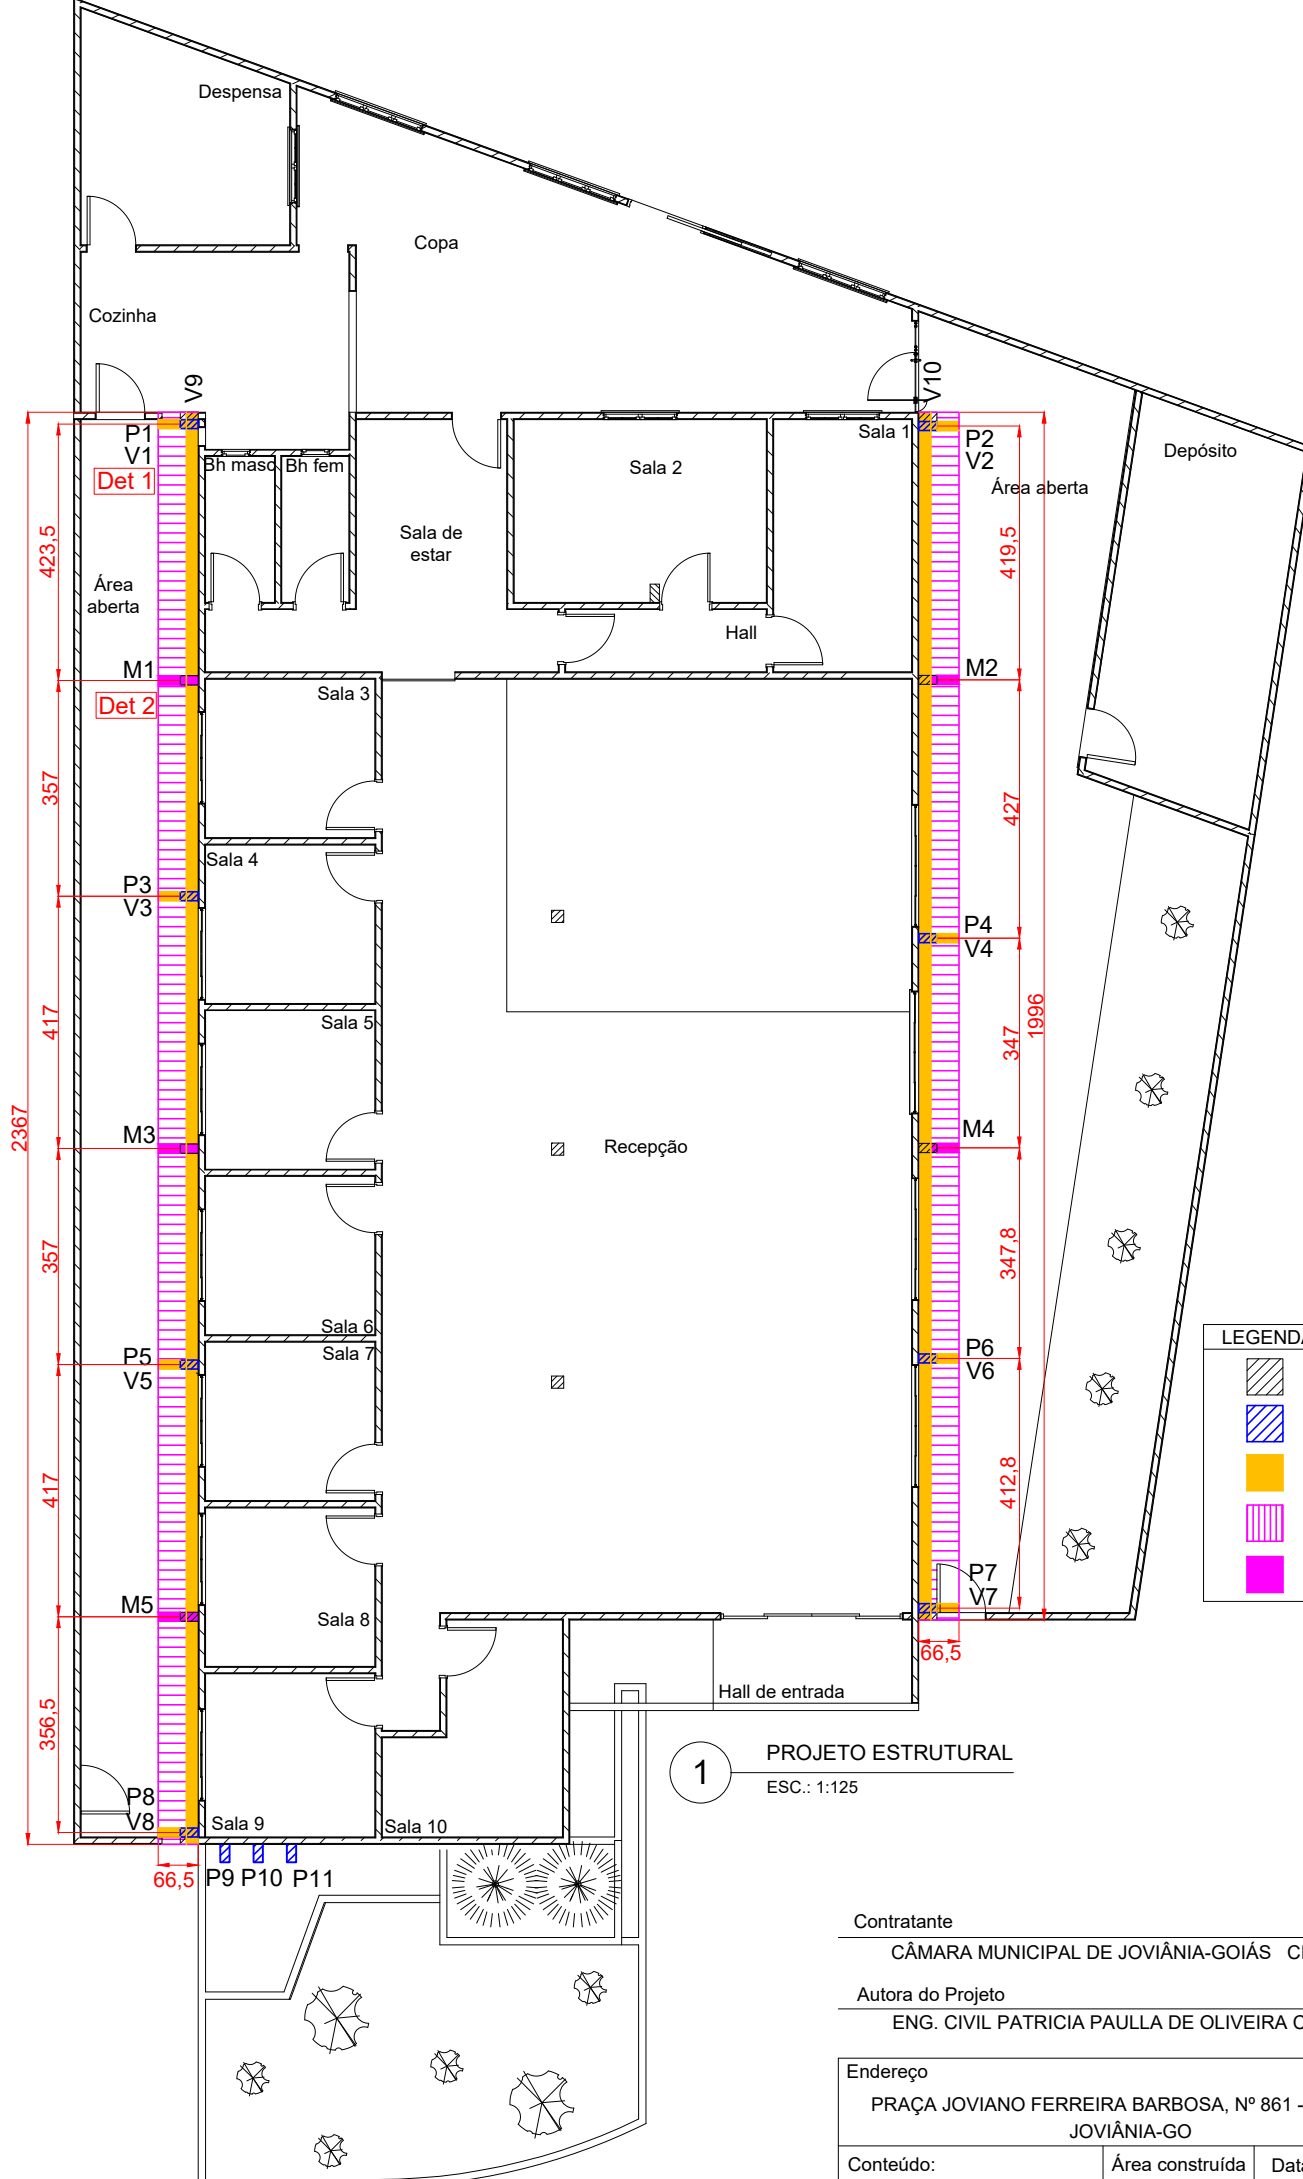 Despensa
Copa
Cozinha
V9
V10
P1
V1
Det 1
Bh masc
Bh fem
Sala 2
Sala 1
P2
V2
Área aberta
Depósito
423,5
Sala de
estar
419,5
Área
aberta
Hall
M1
Det 2
Sala 3
M2
357
427
Sala 4
P3
V3
P4
V4
417
Sala 5
347
1996
2367
M3
Recepção
M4
357
347,8
Sala 6
Sala 7
P5
V5
P6
V6
LEGENDA
417
412,8
M5
Sala 8
P7
V7
66,5
356,5
Hall de entrada
1
PROJETO ESTRUTURAL
ESC.: 1:125
P8
V8
Sala 9
Sala 10
66,5
P9
P10
P11
Contratante
CÂMARA MUNICIPAL DE JOVIÂNIA-GOIÁS
Autora do Projeto
ENG. CIVIL PATRICIA PAULLA DE OLIVEIRA
Endereço
PRAÇA JOVIANO FERREIRA BARBOSA, Nº 861 -
JOVIÂNIA-GO
Conteúdo:
Área construída
Data